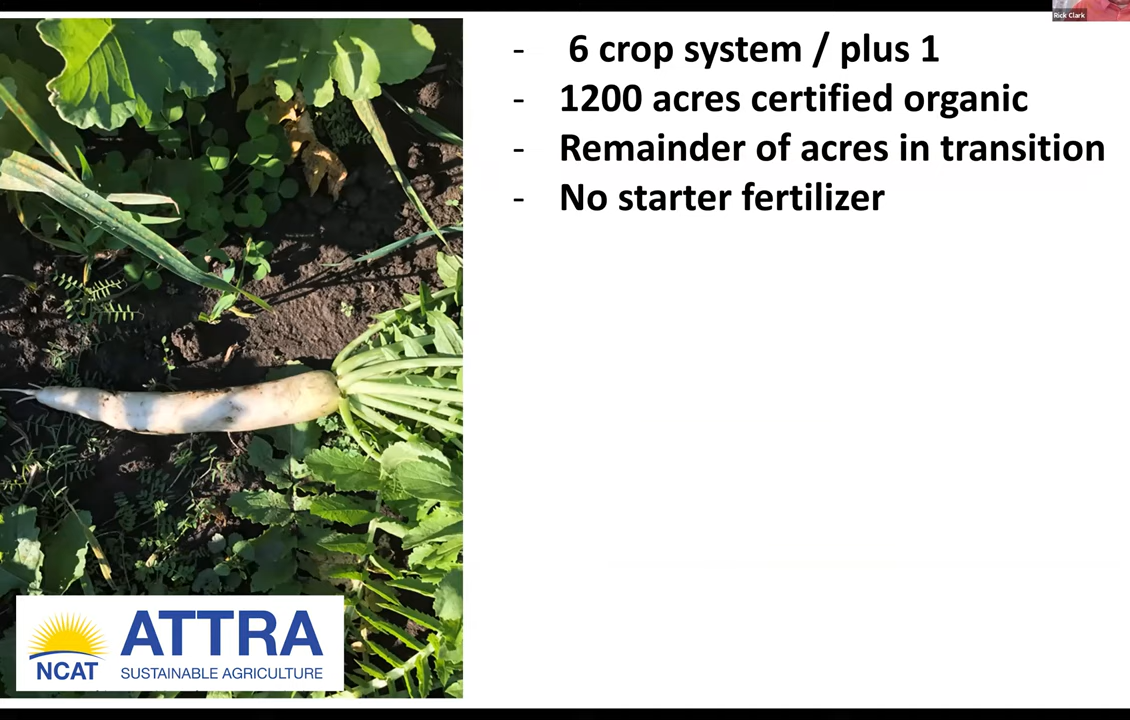 Rick Clark
- 6 crop system / plus 1
- 1200 acres certified organic
- Remainder of acres in transition
- No starter fertilizer
NCAT
ATTRA
SUSTAINABLE AGRICULTURE